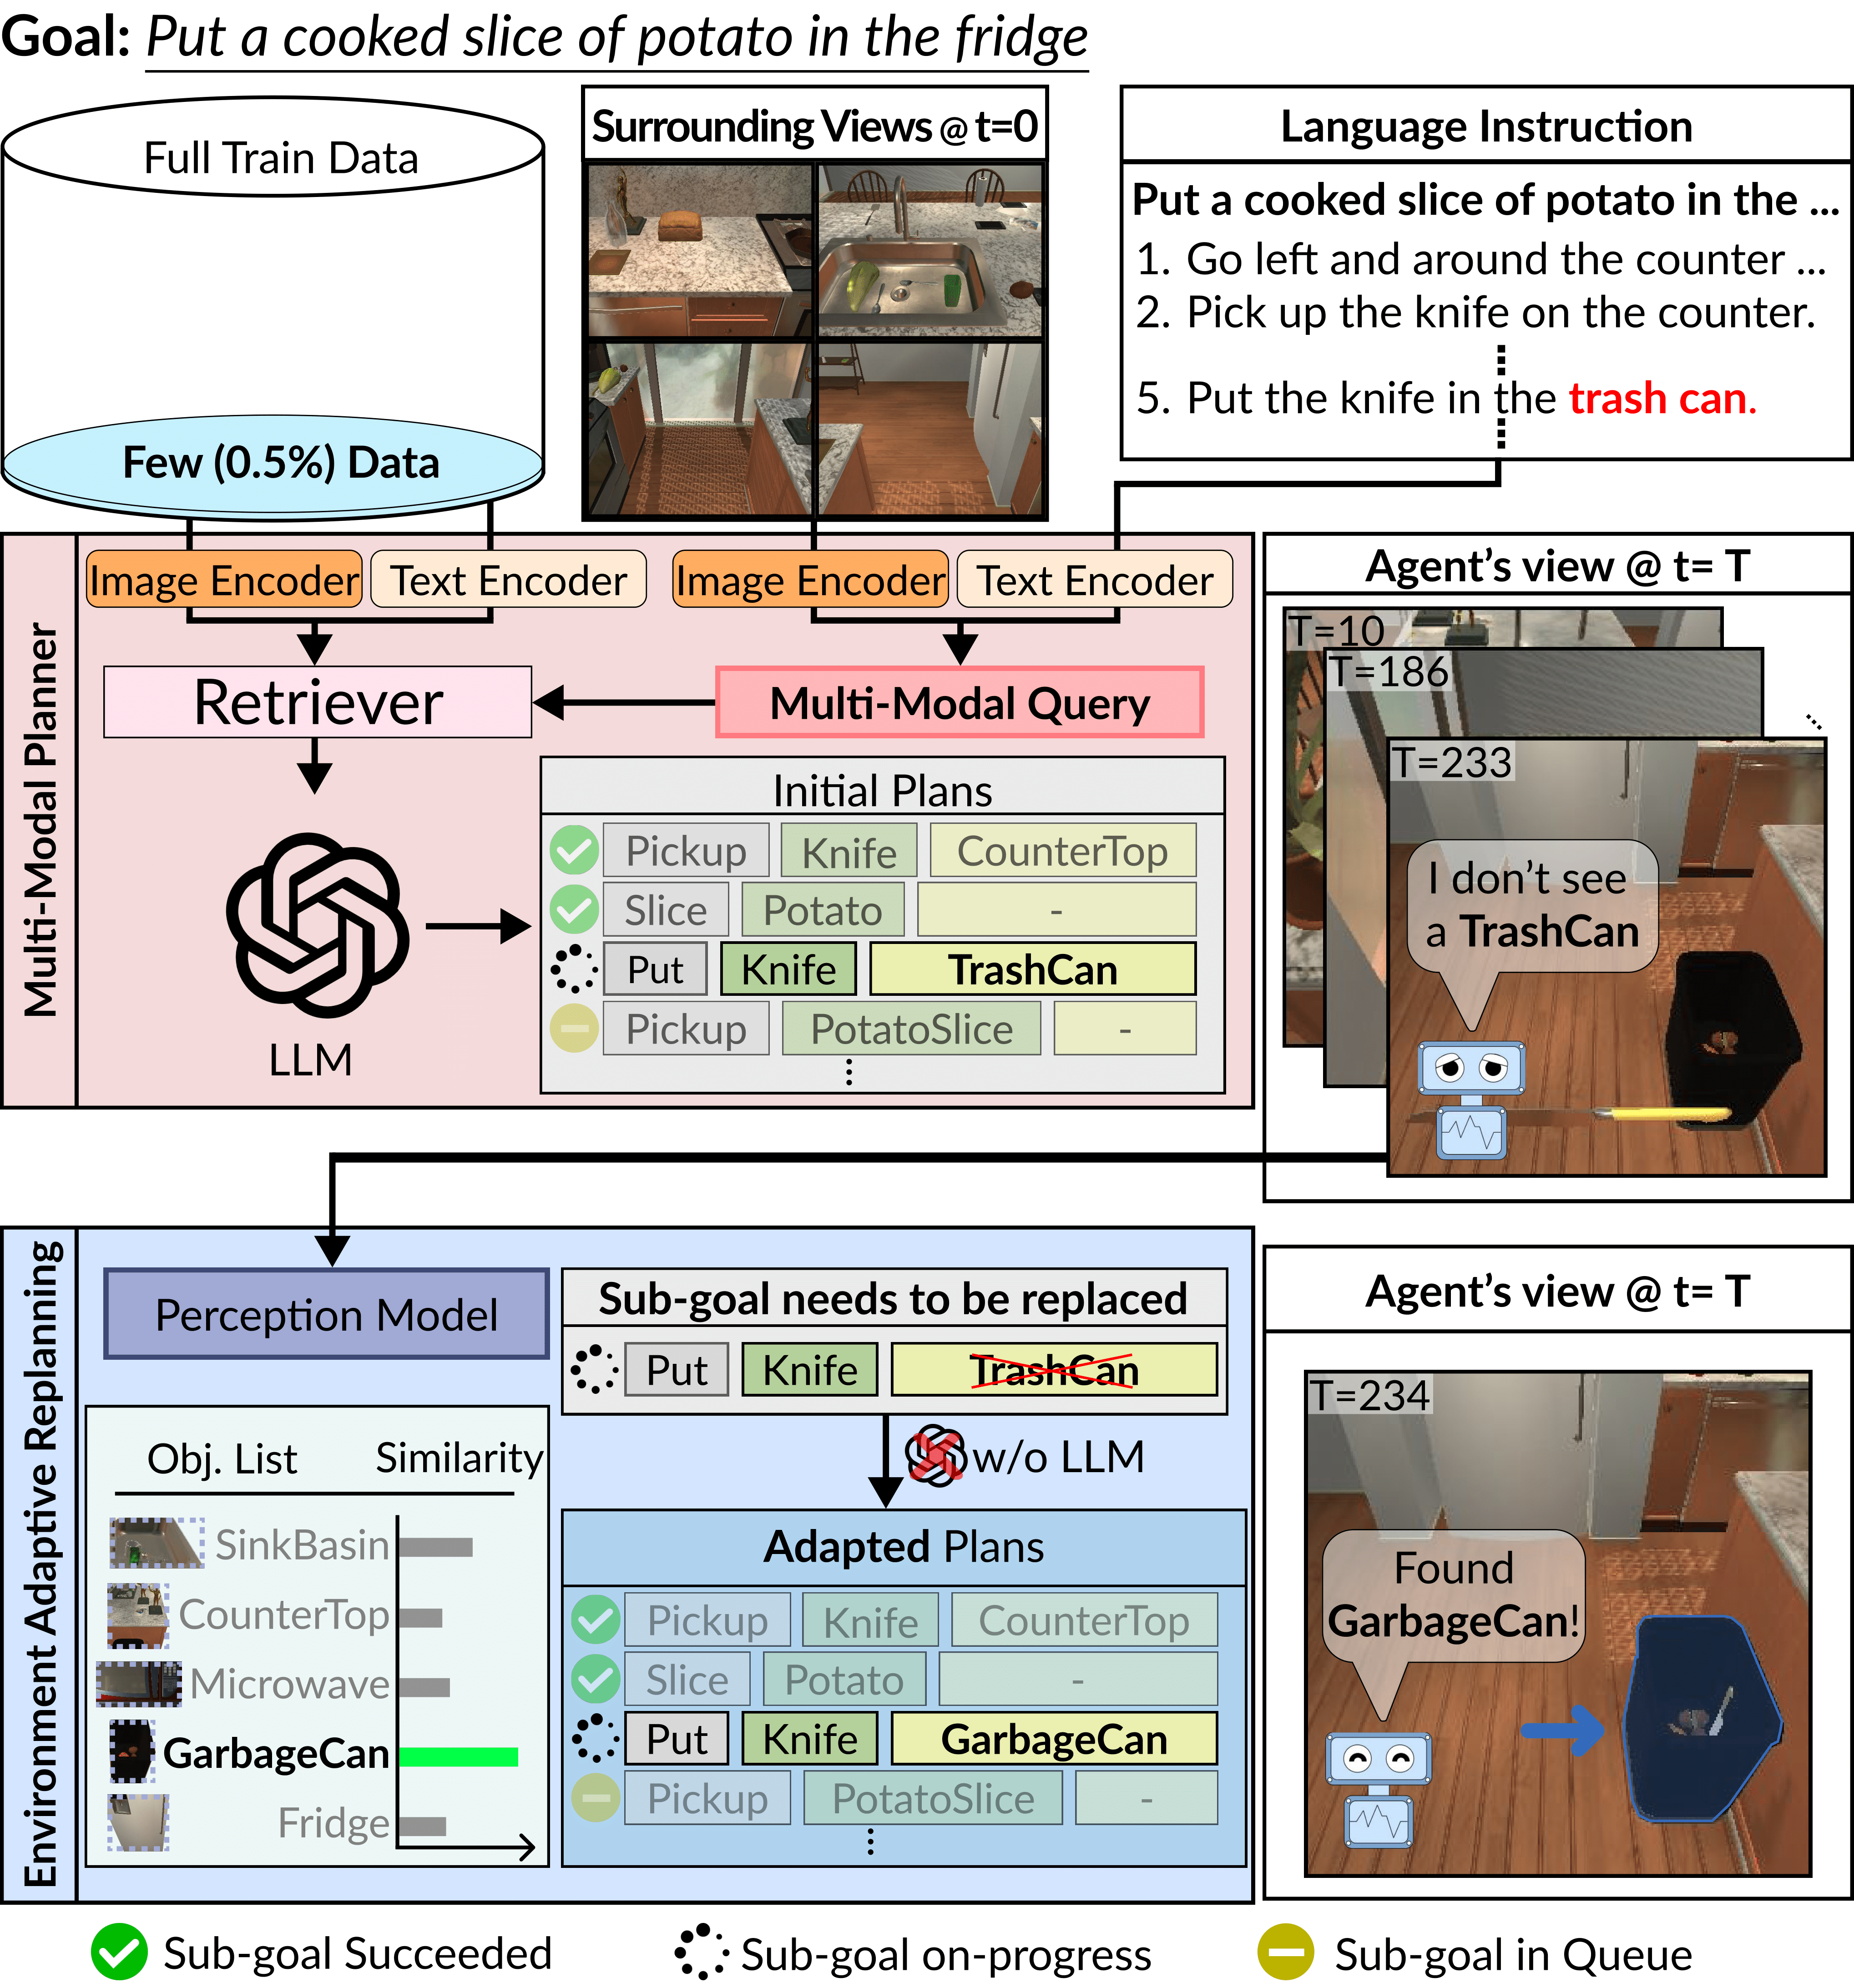 Goal: Put a cooked slice of potato in the fridge
Full Train Data
Few (0.5%) Data
Surrounding Views @ t=0
Language Instruction
Put a cooked slice of potato in the ...
1. Go left and around the counter ...
2. Pick up the knife on the counter.
5. Put the knife in the trash can.
Multi-Modal Planner
Image Encoder
Text Encoder
Image Encoder
Text Encoder
Retriever
Multi-Modal Query
LLM
Initial Plans
Pickup Knife CounterTop
Slice Potato -
Put Knife TrashCan
Pickup PotatoSlice -
Agent's view @ t= T
T=10
T=186
T=233
I don't see
a TrashCan
Environment Adaptive Replanning
Perception Model
Obj. List Similarity
SinkBasin
CounterTop
Microwave
GarbageCan
Fridge
Sub-goal needs to be replaced
Put Knife TrashCan
w/o LLM
Adapted Plans
Pickup Knife CounterTop
Slice Potato -
Put Knife GarbageCan
Pickup PotatoSlice -
Agent's view @ t= T
T=234
Found
GarbageCan!
Sub-goal Succeeded
Sub-goal on-progress
Sub-goal in Queue